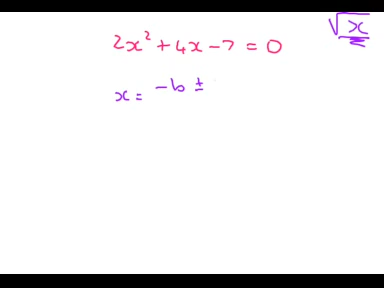 √x
2x² + 4x - 7 = 0
x = -b ±